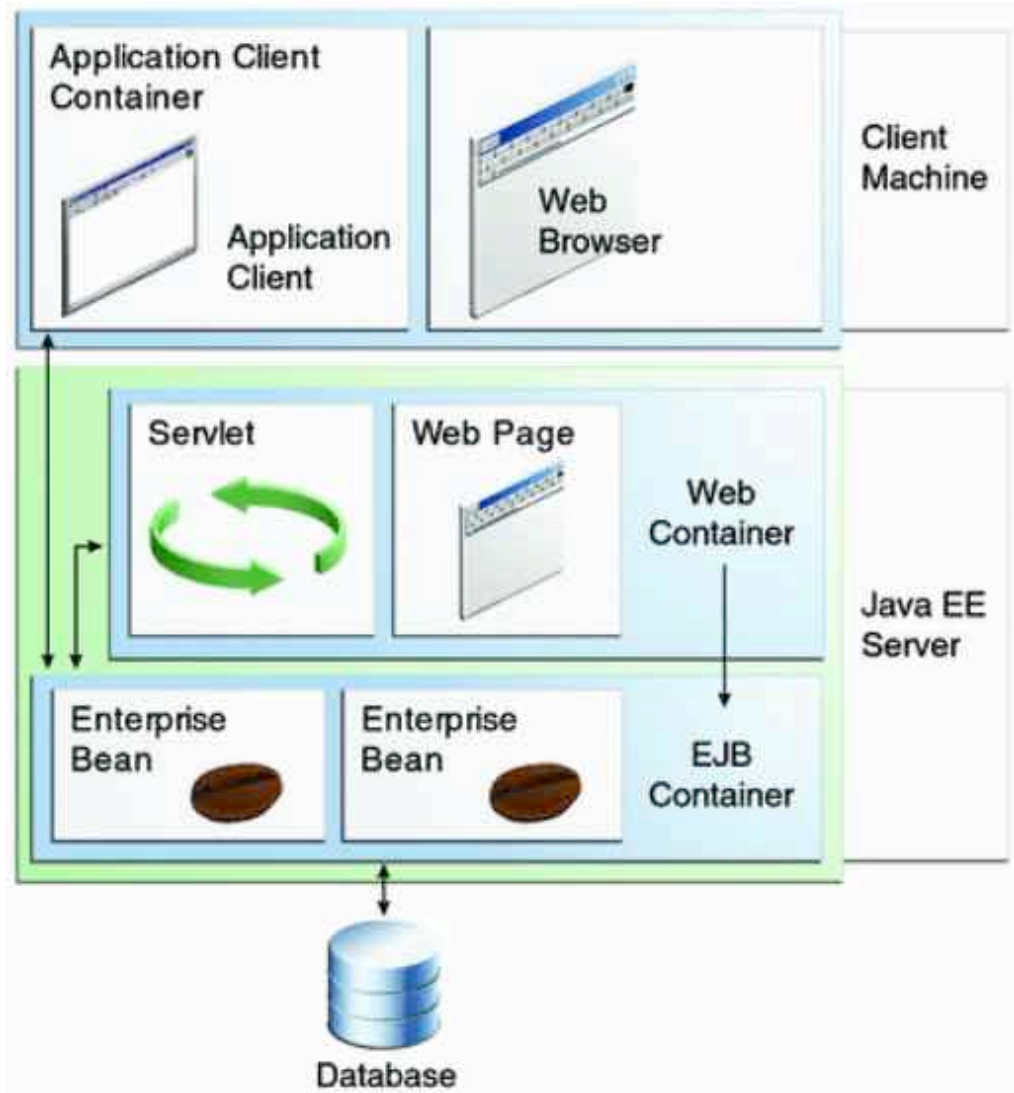 Application Client
Container
Application
Client
Web
Browser
Client
Machine
Servlet
Web Page
Web
Container
Java EE
Server
Enterprise
Bean
Enterprise
Bean
EJB
Container
Database